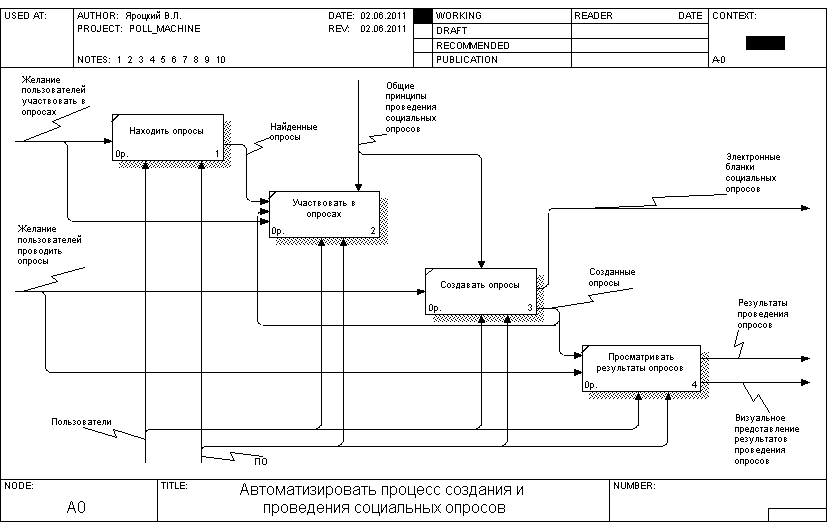 USED AT:
AUTHOR: Яроцкий В.Л.
DATE: 02.06.2011
PROJECT: POLL_MACHINE
REV: 02.06.2011
NOTES: 1 2 3 4 5 6 7 8 9 10
WORKING
DRAFT
RECOMMENDED
PUBLICATION
READER
DATE
CONTEXT:
A-0
Желание
пользователей
участвовать в
опросах
Находить опросы
0р.
1
Найденные
опросы
Общие
принципы
проведения
социальных
опросов
Электронные
бланки
социальных
опросов
Участвовать в
опросах
0р.
2
Желание
пользователей
проводить
опросы
Создавать опросы
0р.
3
Созданные
опросы
Результаты
проведения
опросов
Просматривать
результаты опросов
0р.
4
Визуальное
представление
результатов
проведения
опросов
Пользователи
ПО
NODE:
A0
TITLE:
Автоматизировать процесс создания и
проведения социальных опросов
NUMBER: